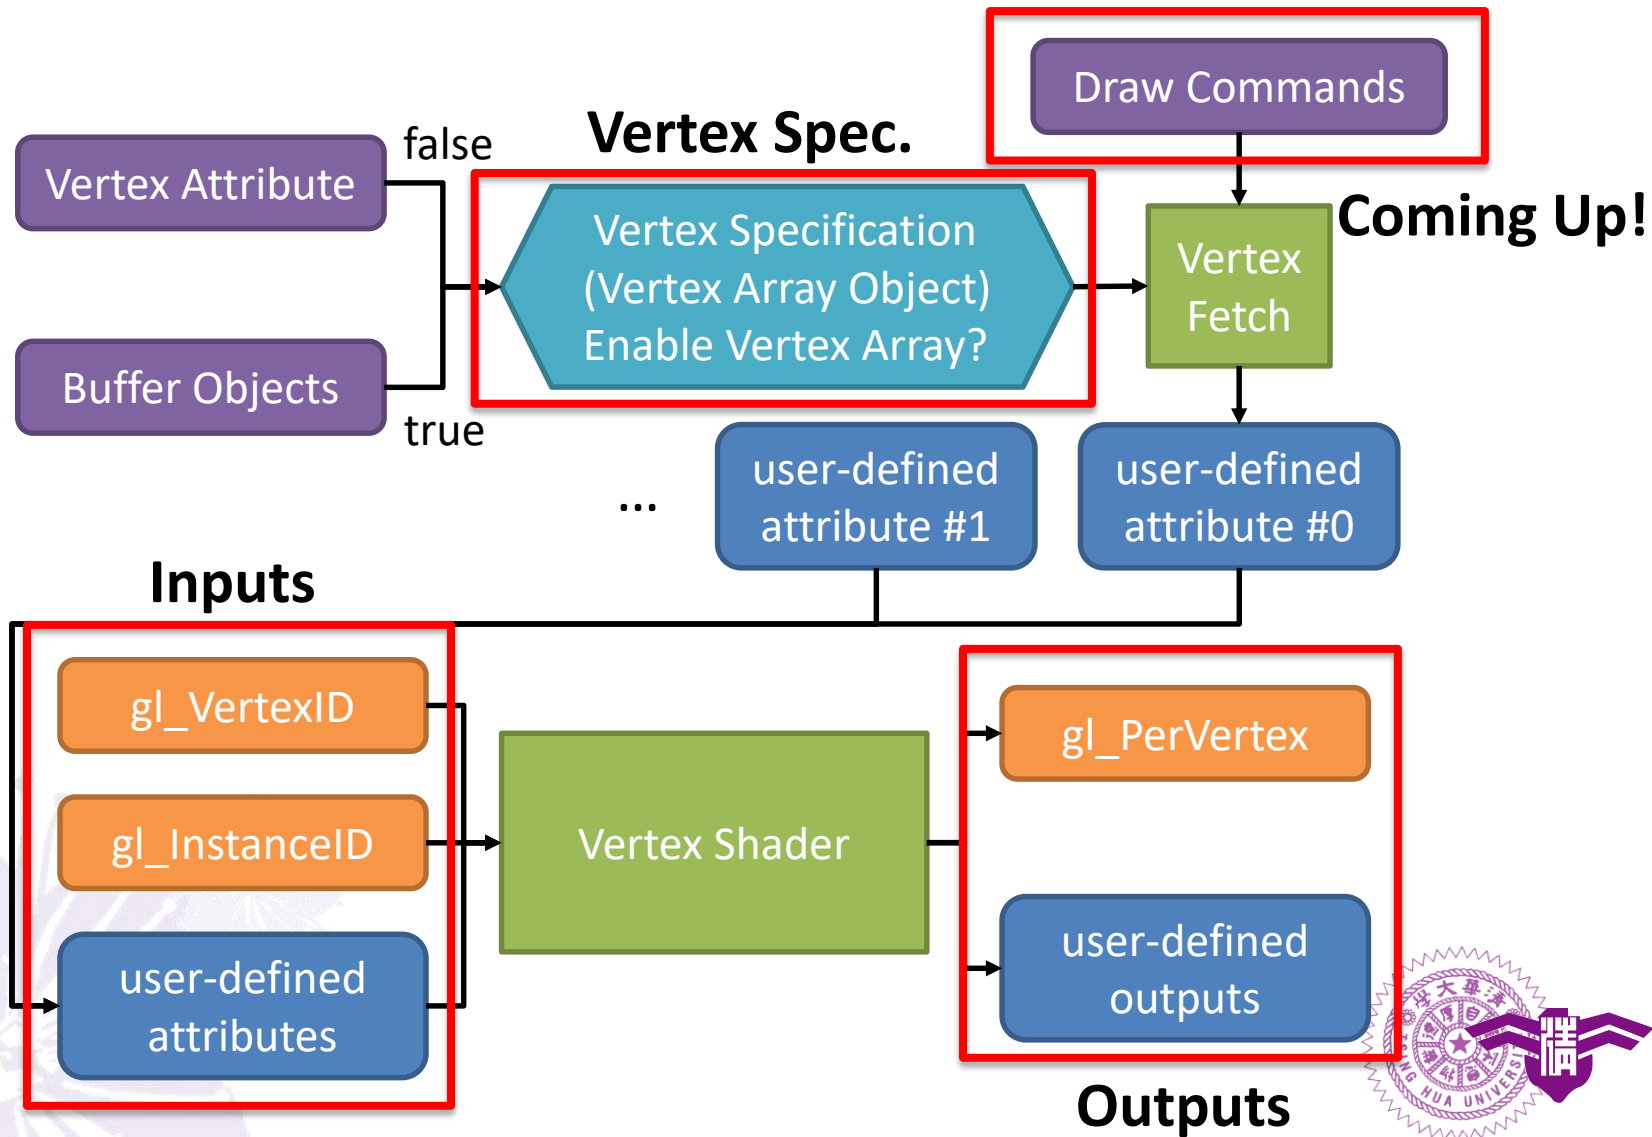 Draw Commands
Vertex Spec.
false
Vertex Attribute
Coming Up!
Vertex Specification
(Vertex Array Object)
Enable Vertex Array?
Vertex
Fetch
Buffer Objects
true
...
user-defined
attribute #1
user-defined
attribute #0
Inputs
gl_VertexID
gl_InstanceID
user-defined
attributes
Vertex Shader
gl_PerVertex
user-defined
outputs
Outputs